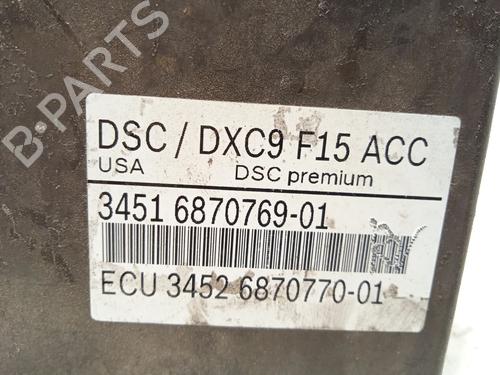 DSC / DXC9 F15 ACC
USA DSC premium
3451 6870769-01
ECU 3452 6870770-01
B-PARTS